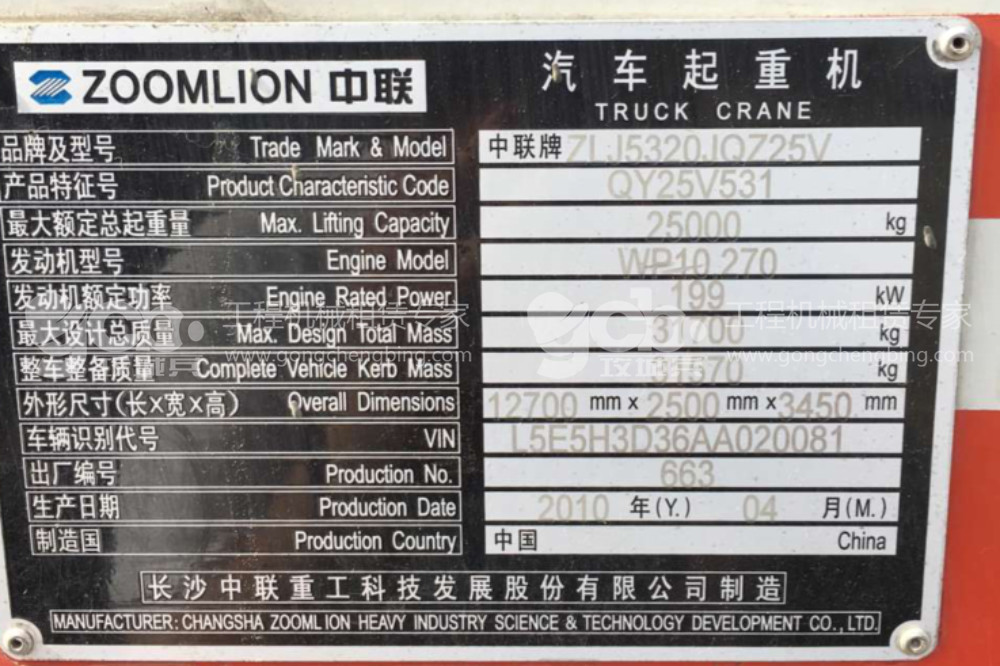 ZOOMLION 中联
汽车起重机
TRUCK CRANE
品牌及型号 Trade Mark & Model 中联牌 ZLJ5320JQZ25V
产品特征号 Product Characteristic Code QY25V531
最大额定总起重量 Max. Lifting Capacity 25000 kg
发动机型号 Engine Model WP10.270
发动机额定功率 Engine Rated Power 199 kW
最大设计总质量 Max. Design Total Mass 31700 kg
整车整备质量 Complete Vehicle Kerb Mass 31570 kg
外形尺寸(长×宽×高) Overall Dimensions 12700 mm × 2500 mm × 3450 mm
车辆识别代号 VIN L5E5H3D36AA020081
出厂编号 Production No. 663
生产日期 Production Date 2010 年(Y.) 04 月(M.)
制造国 Production Country 中国 China
长沙中联重工科技发展股份有限公司制造
MANUFACTURER: CHANGSHA ZOOMLION HEAVY INDUSTRY SCIENCE & TECHNOLOGY DEVELOPMENT CO., LTD.
工程机械租赁专家
www.gongchengbing.com
gcb
工程机械租赁专家
www.gongchengbing.com